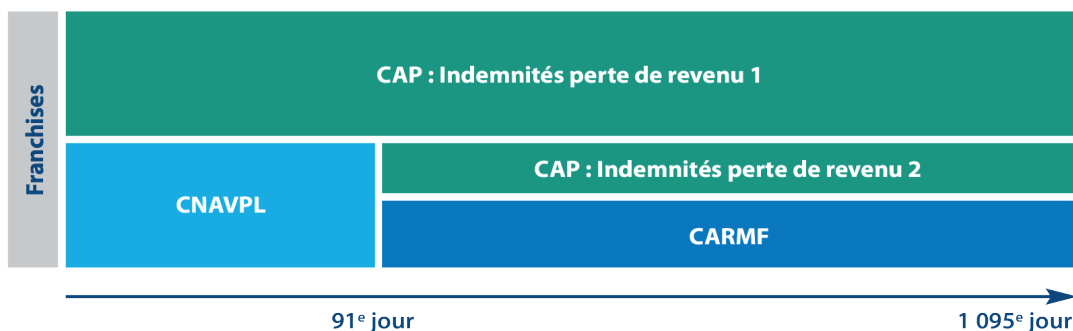 Franchises
CAP : Indemnités perte de revenu 1
CNAVPL
CAP : Indemnités perte de revenu 2
CARMF
91e jour
1 095e jour